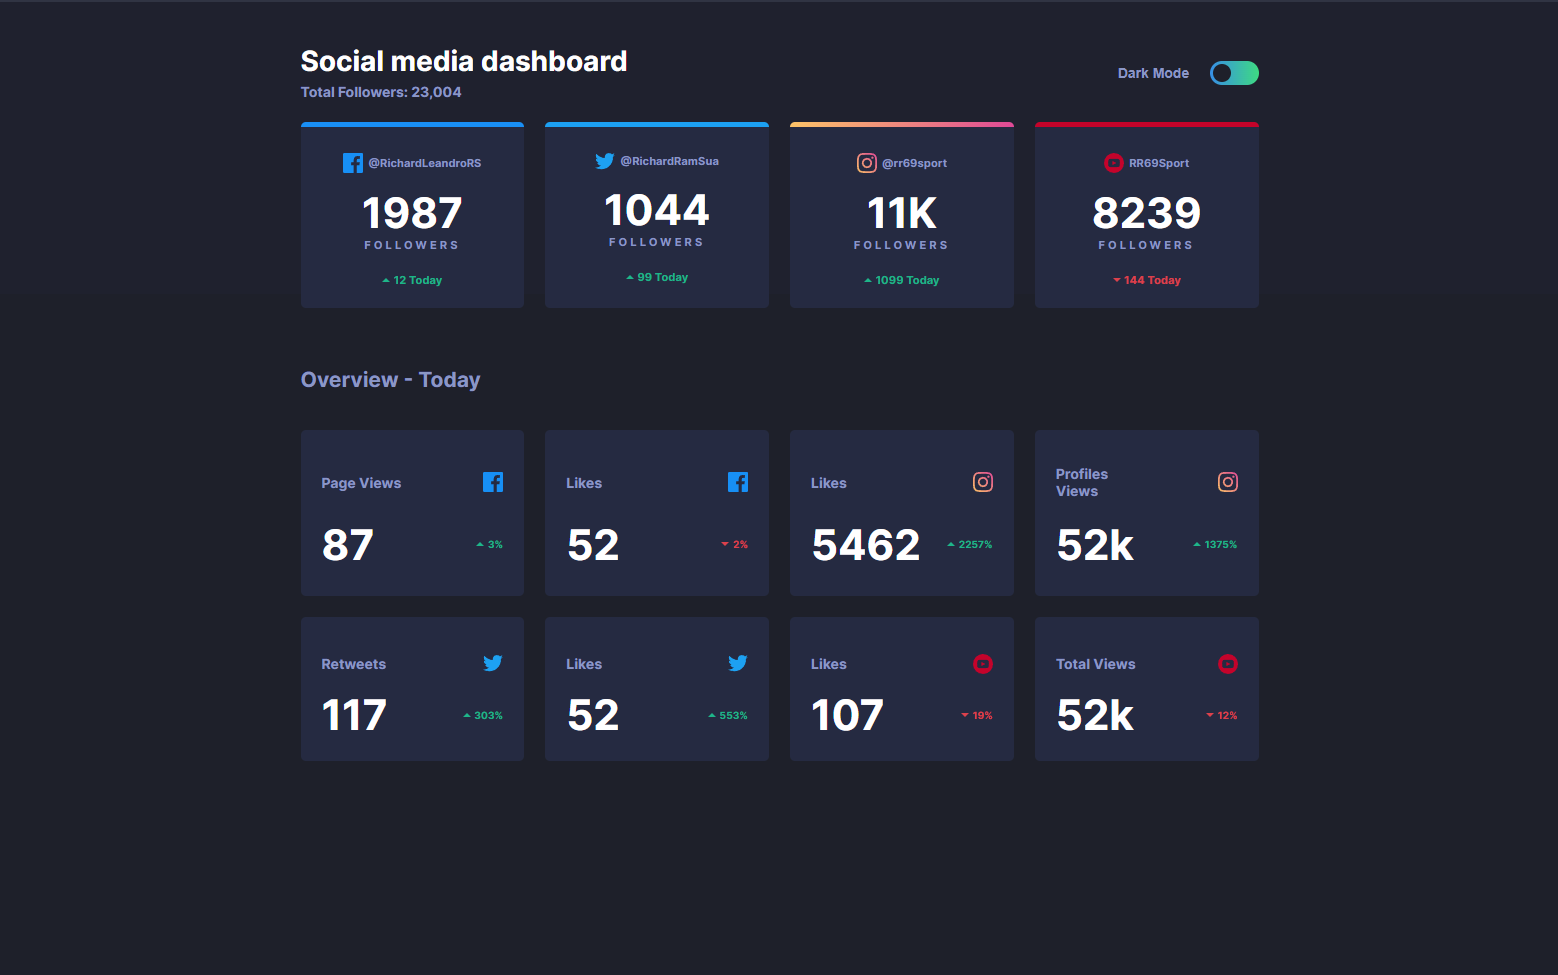 Social media dashboard
Total Followers: 23,004
Dark Mode
@RichardLeandroRS
1987
FOLLOWERS
12 Today
@RichardRamSua
1044
FOLLOWERS
99 Today
@rr69sport
11K
FOLLOWERS
1099 Today
RR69Sport
8239
FOLLOWERS
144 Today
Overview - Today
Page Views
87
3%
Likes
52
2%
Likes
5462
2257%
Profiles
Views
52k
1375%
Retweets
117
303%
Likes
52
553%
Likes
107
19%
Total Views
52k
12%